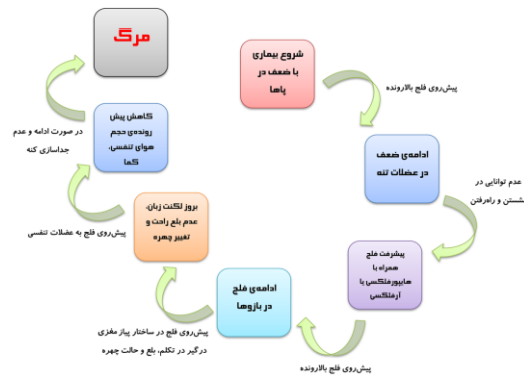 شروع بیماری
با ضعف در
پاها
پیش‌روی فلج بالارونده
ادامه‌ی ضعف
در عضلات تنه
عدم توانایی در
نشستن و راه‌رفتن
پیشرفت فلج
همراه با
هایپورفلکسی یا
آرفلکسی
پیش‌روی فلج بالارونده
ادامه‌ی فلج
در بازوها
پیش‌روی فلج در ساختار پیاز مغزی
درگیر در تکلم، بلع و حالت چهره
بروز لکنت زبان،
عدم بلع راحت و
تغییر چهره
پیش‌روی فلج به عضلات تنفسی
کاهش پیش
رونده‌ی حجم
هوای تنفسی،
کما
در صورت ادامه و عدم
جداسازی کنه
مرگ